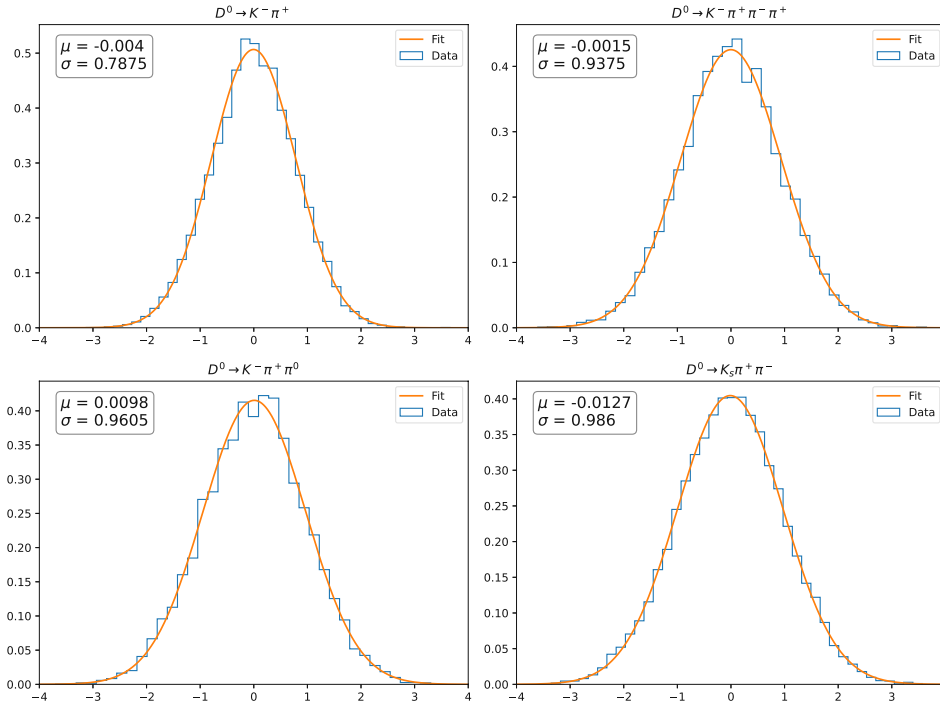 D⁰ → K⁻π⁺
μ = -0.004
σ = 0.7875
Fit
Data
0.5
0.4
0.3
0.2
0.1
0.0
−4 −3 −2 −1 0 1 2 3 4
D⁰ → K⁻π⁺π⁻π⁺
μ = -0.0015
σ = 0.9375
Fit
Data
0.4
0.3
0.2
0.1
0.0
−4 −3 −2 −1 0 1 2 3
D⁰ → K⁻π⁺π⁰
μ = 0.0098
σ = 0.9605
Fit
Data
0.40
0.35
0.30
0.25
0.20
0.15
0.10
0.05
0.00
−4 −3 −2 −1 0 1 2 3 4
D⁰ → Kₛπ⁺π⁻
μ = -0.0127
σ = 0.986
Fit
Data
0.40
0.35
0.30
0.25
0.20
0.15
0.10
0.05
0.00
−4 −3 −2 −1 0 1 2 3